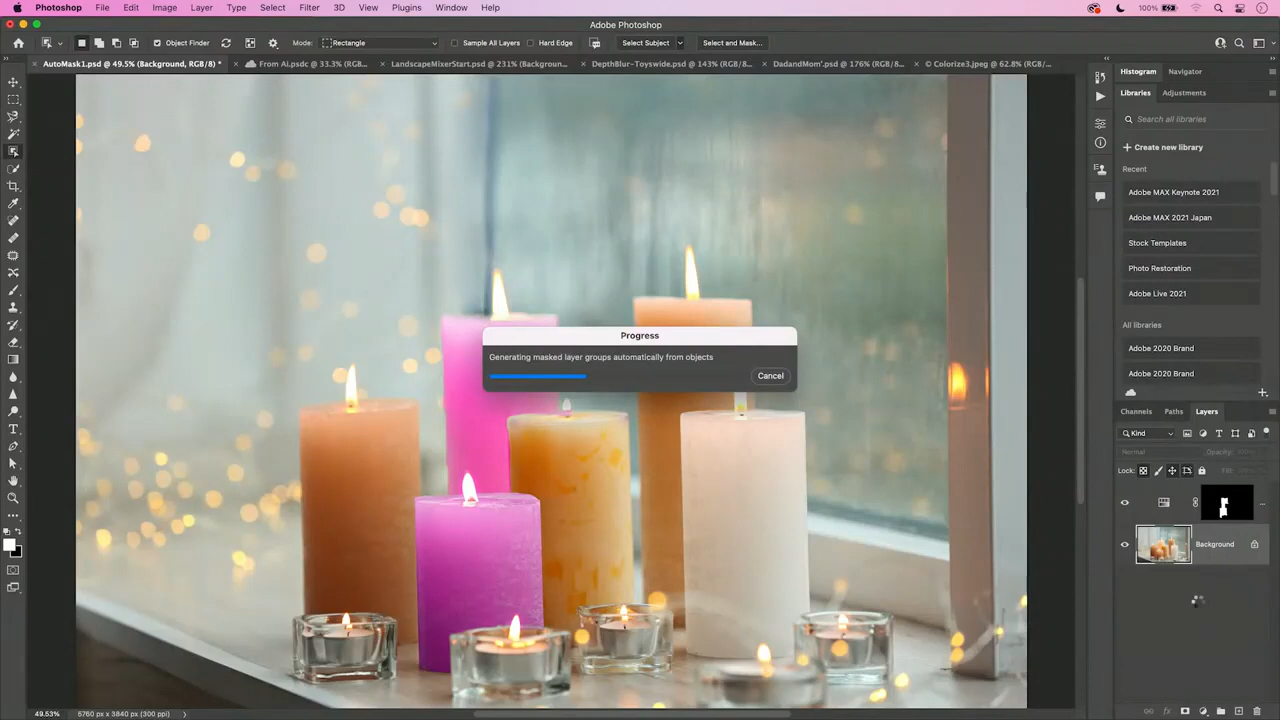 Photoshop File Edit Image Layer Type Select Filter 3D View Plugins Window Help 100%
Adobe Photoshop
Object Finder Mode: Rectangle Sample All Layers Hard Edge Select Subject Select and Mask...
AutoMask1.psd @ 49.5% (Background, RGB/8) * From Ai.psdc @ 33.3% (RGB/8... LandscapeMixerStart.psd @ 231% (Backgroun... DepthBlur-Toyswide.psd @ 143% (RGB/8... DadandMom'.psd @ 176% (RGB/8... © Colorize3.jpeg @ 62.8% (RGB/8...
Histogram Navigator
Libraries Adjustments
Search all libraries
Create new library
Recent
Adobe MAX Keynote 2021
Adobe MAX 2021 Japan
Stock Templates
Photo Restoration
Adobe Live 2021
All libraries
Adobe 2020 Brand
Adobe 2020 Brand
Progress
Generating masked layer groups automatically from objects
Cancel
Channels Paths Layers
Kind
Normal Opacity: 100%
Lock: Fill:
...
Background
49.53% 5760 px x 3840 px (300 ppi)